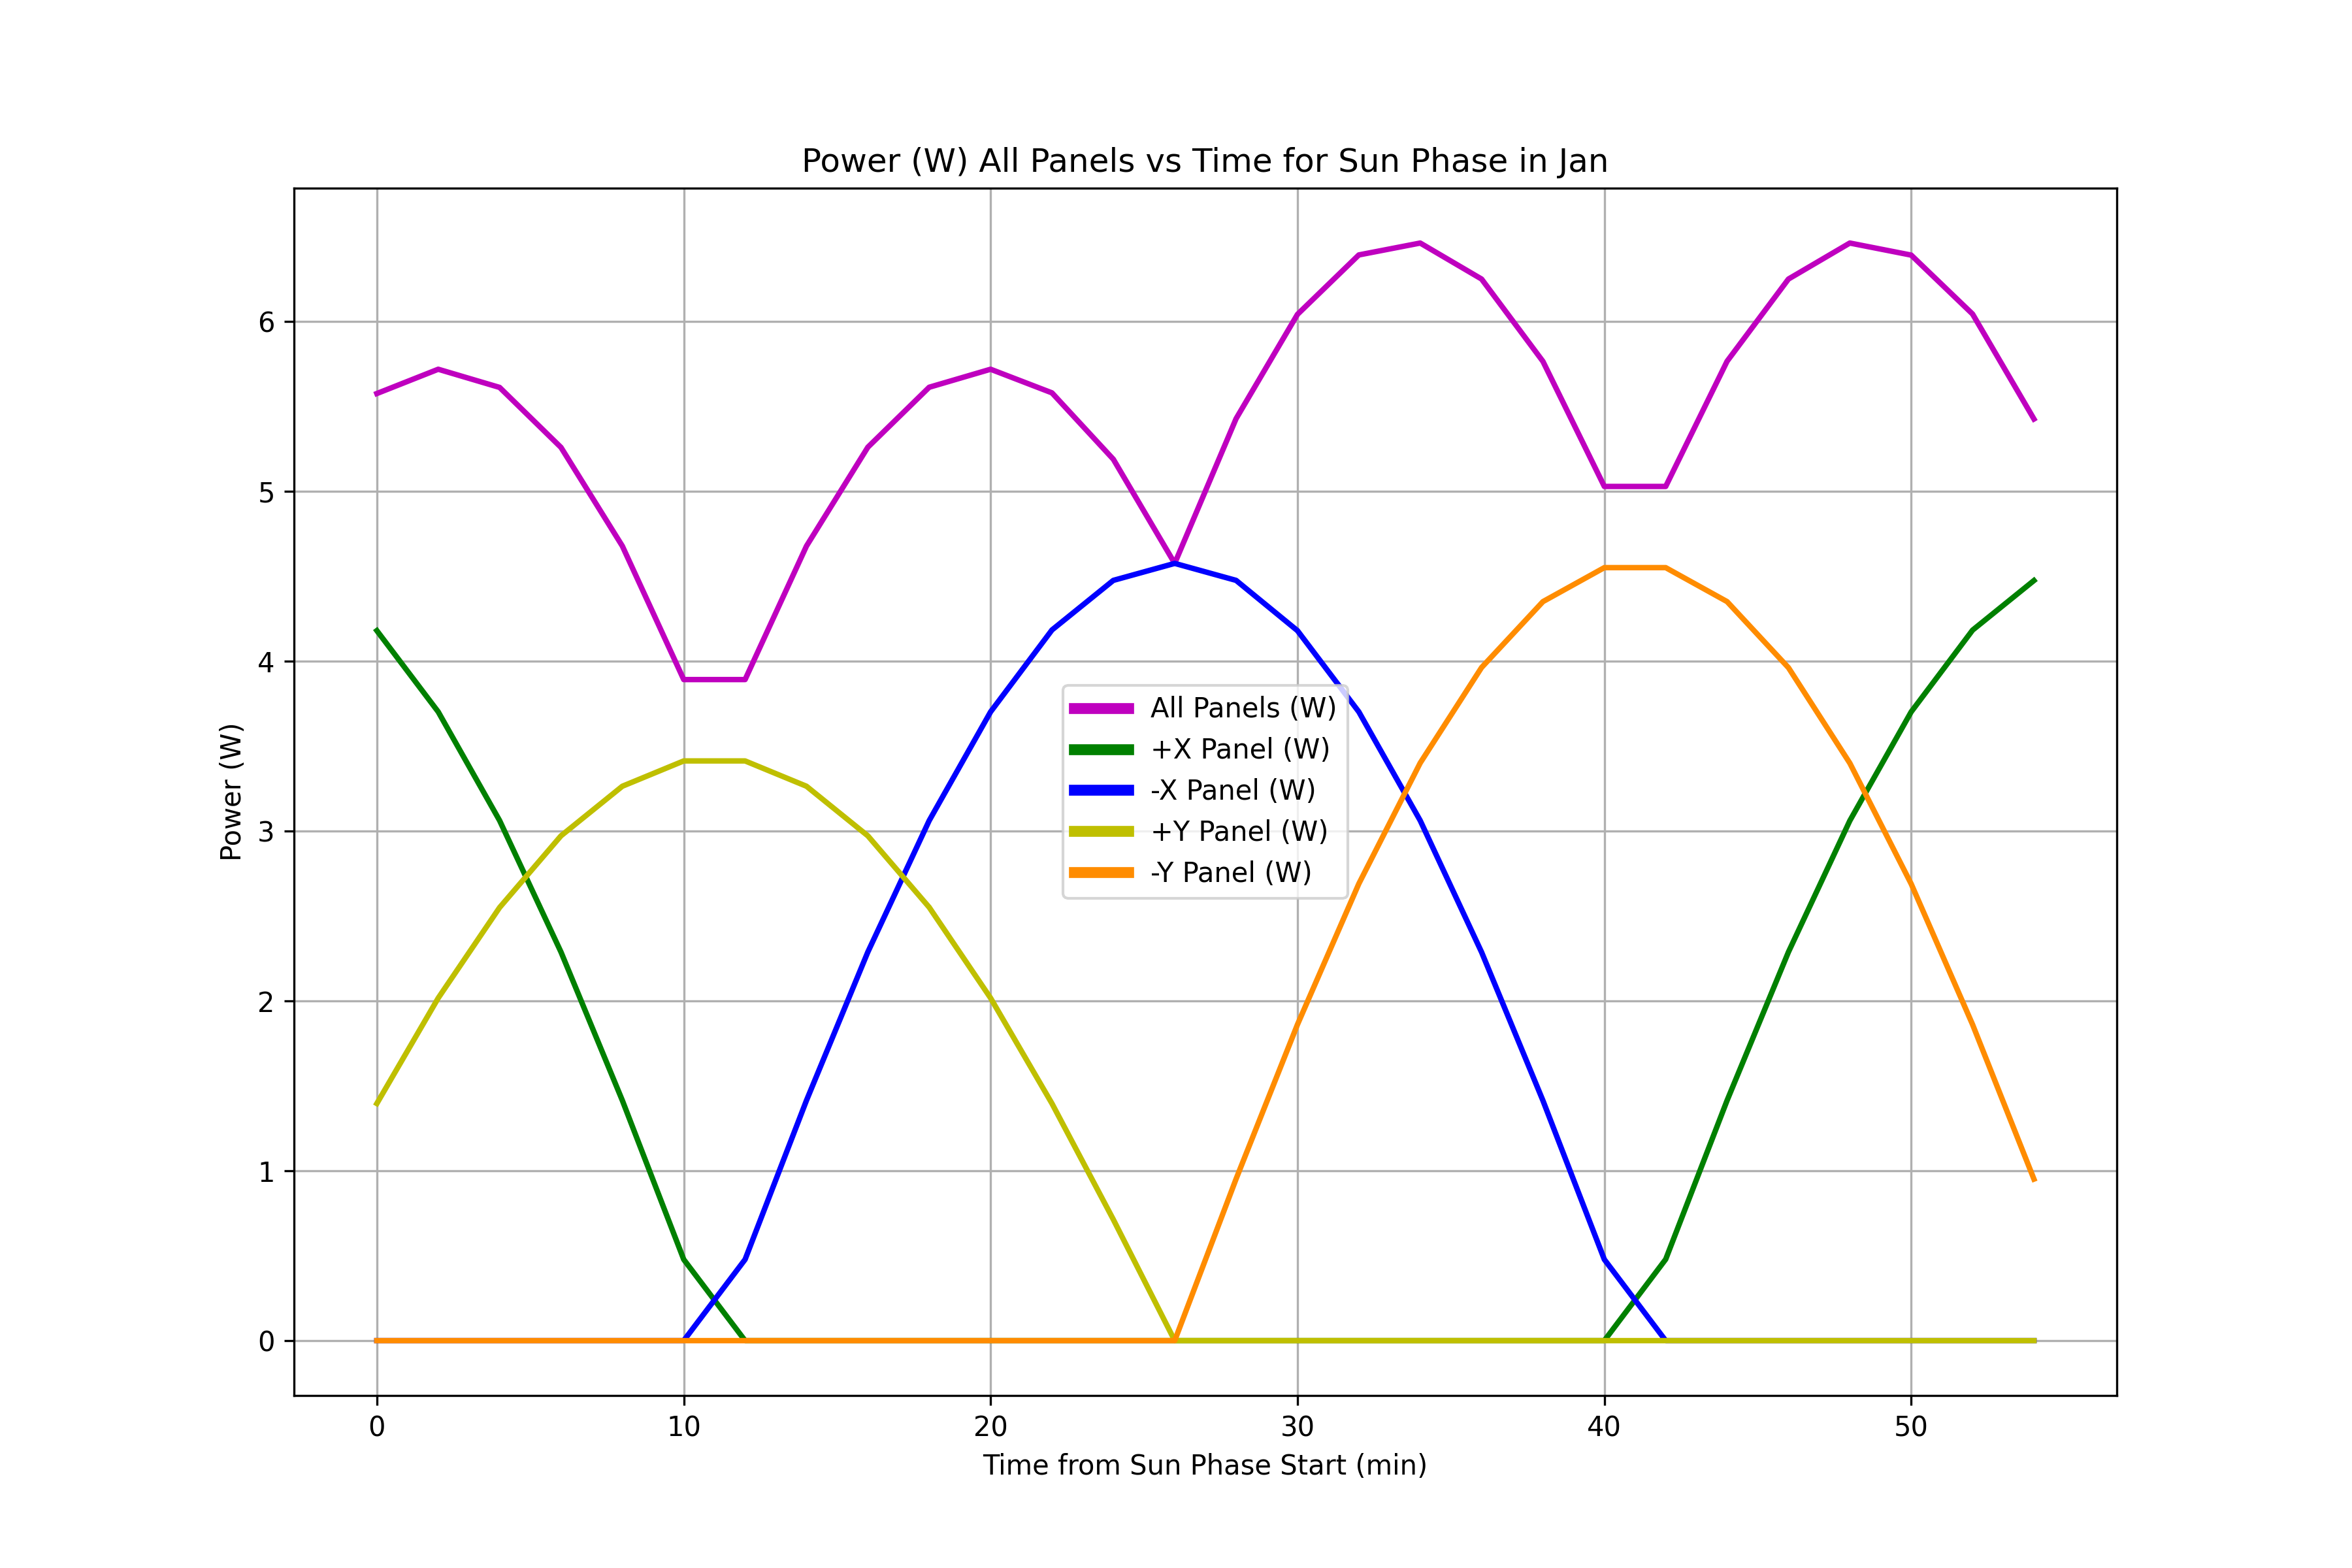 Power (W) All Panels vs Time for Sun Phase in Jan
Power (W)
6
5
4
3
2
1
0
All Panels (W)
+X Panel (W)
-X Panel (W)
+Y Panel (W)
-Y Panel (W)
0 10 20 30 40 50
Time from Sun Phase Start (min)